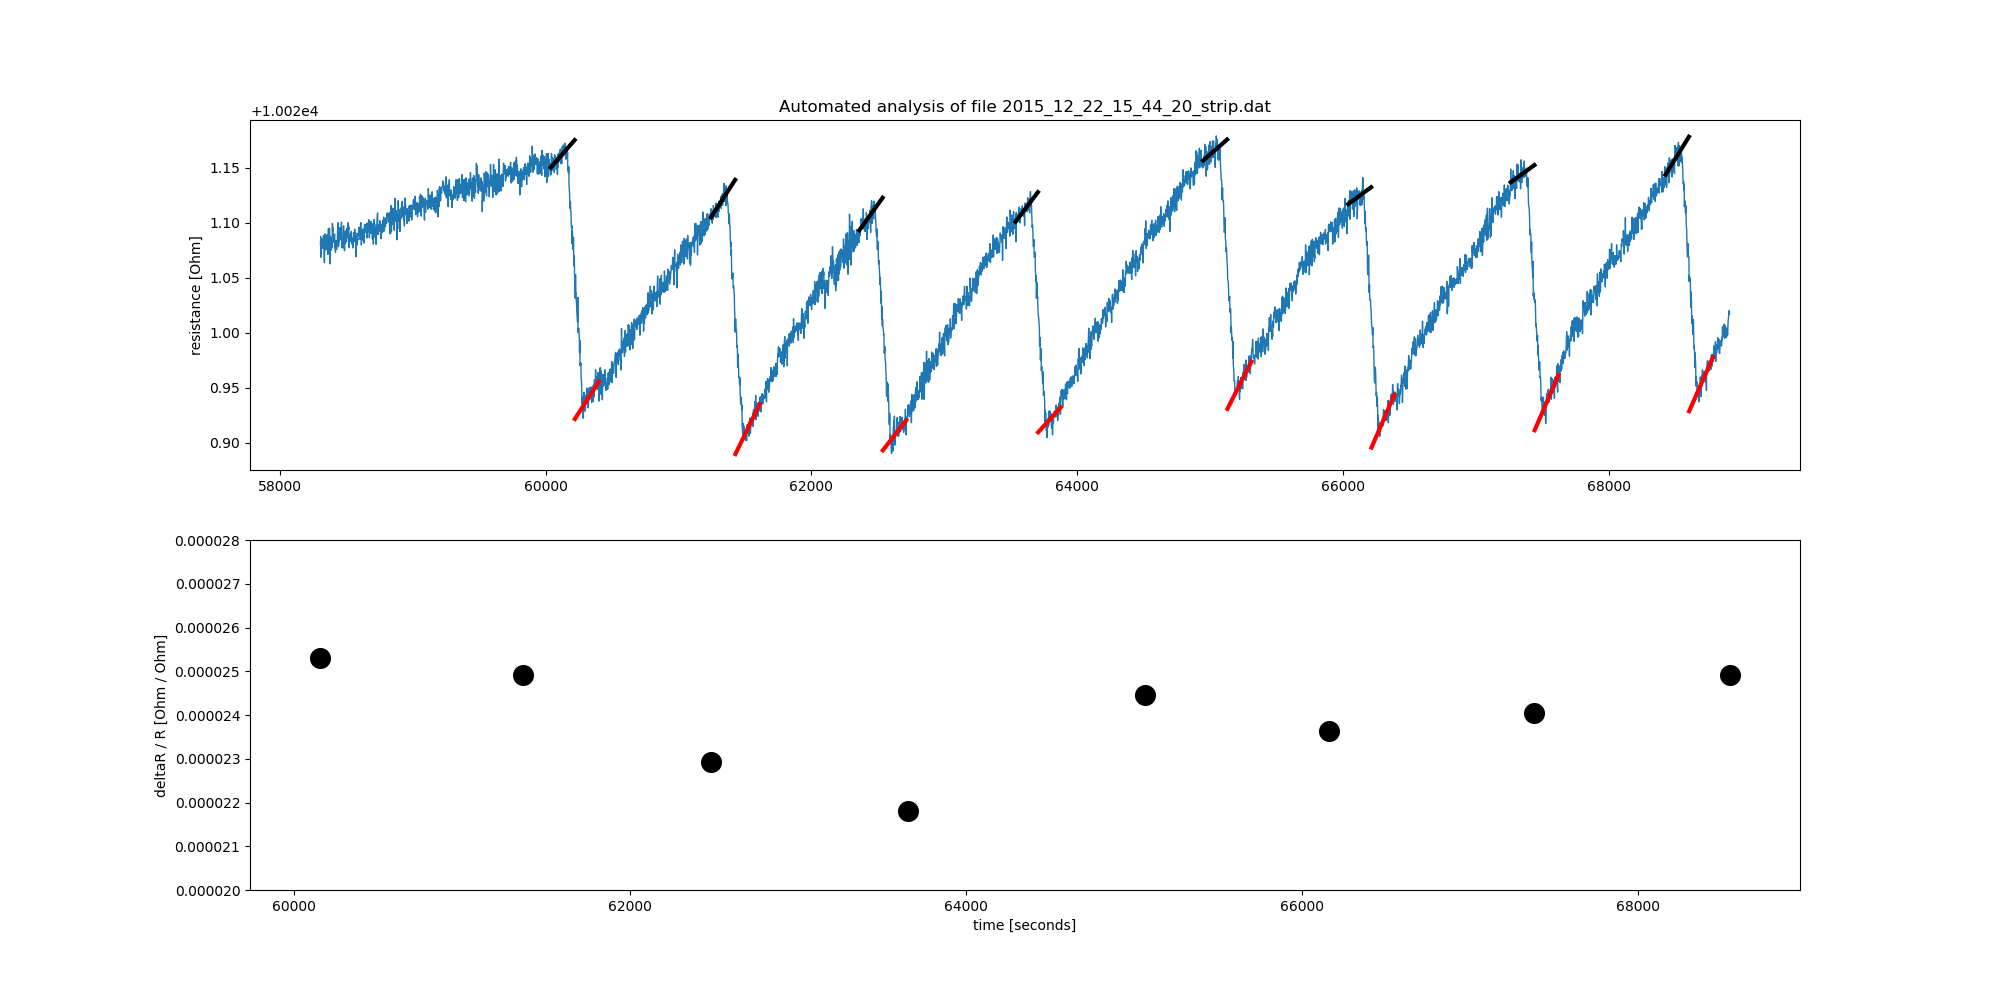 Automated analysis of file 2015_12_22_15_44_20_strip.dat
+1.002e4
1.15
1.10
1.05
1.00
0.95
0.90
resistance [Ohm]
58000 60000 62000 64000 66000 68000
0.000028
0.000027
0.000026
0.000025
0.000024
0.000023
0.000022
0.000021
0.000020
deltaR / R [Ohm / Ohm]
60000 62000 64000 66000 68000
time [seconds]